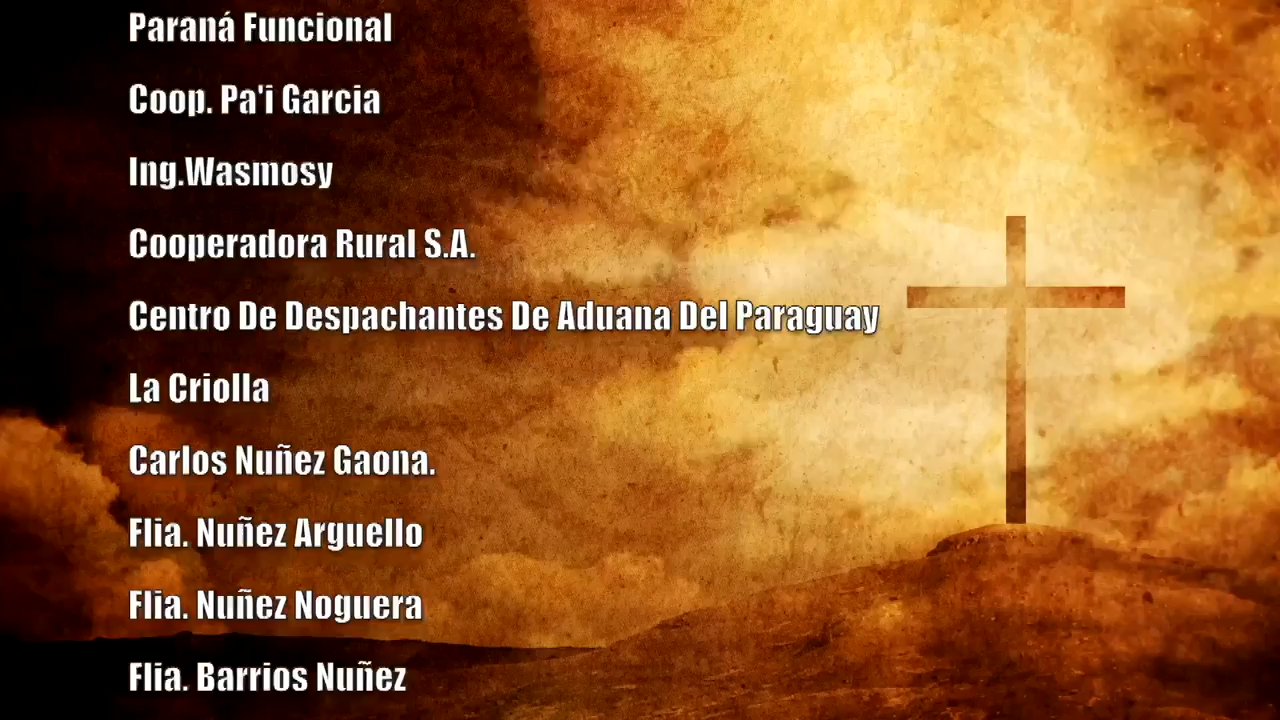 Paraná Funcional
Coop. Pa'i Garcia
Ing.Wasmosy
Cooperadora Rural S.A.
Centro De Despachantes De Aduana Del Paraguay
La Criolla
Carlos Nuñez Gaona.
Flia. Nuñez Arguello
Flia. Nuñez Noguera
Flia. Barrios Nuñez